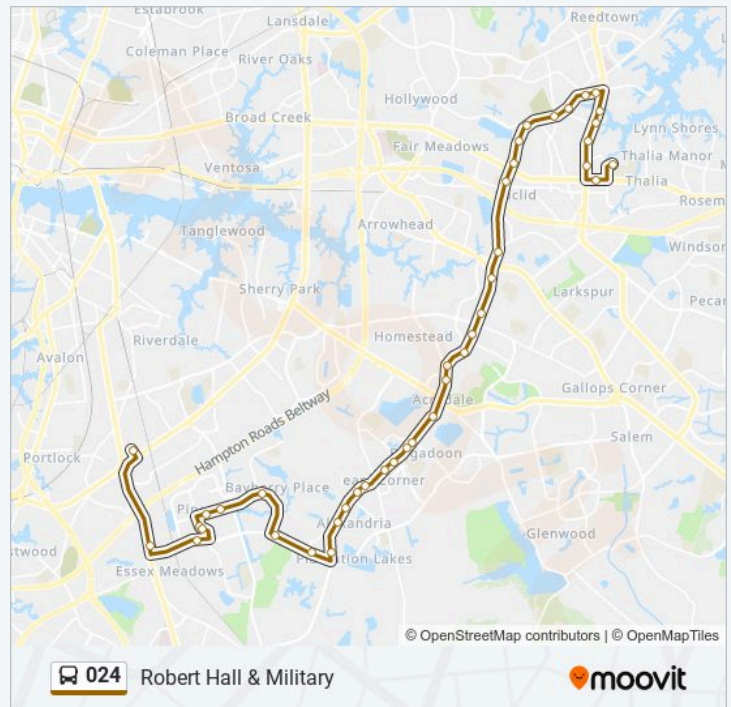 Estabrook
Reedtown
Lansdale
Coleman Place
River Oaks
Hollywood
Broad Creek
Lynn Shores
Fair Meadows
Thalia Manor
Ventosa
Thalia
clid
Rosem
Arrowhead
Tanglewood
Windsor
Sherry Park
Larkspur
Pecan
Riverdale
Homestead
Avalon
Gallops Corner
Hampton Roads Beltway
Salem
Portlock
Bayberry Place
Glenwood
Alexandria
stwood
Essex Meadows
© OpenStreetMap contributors | © OpenMapTiles
024 Robert Hall & Military
moovit